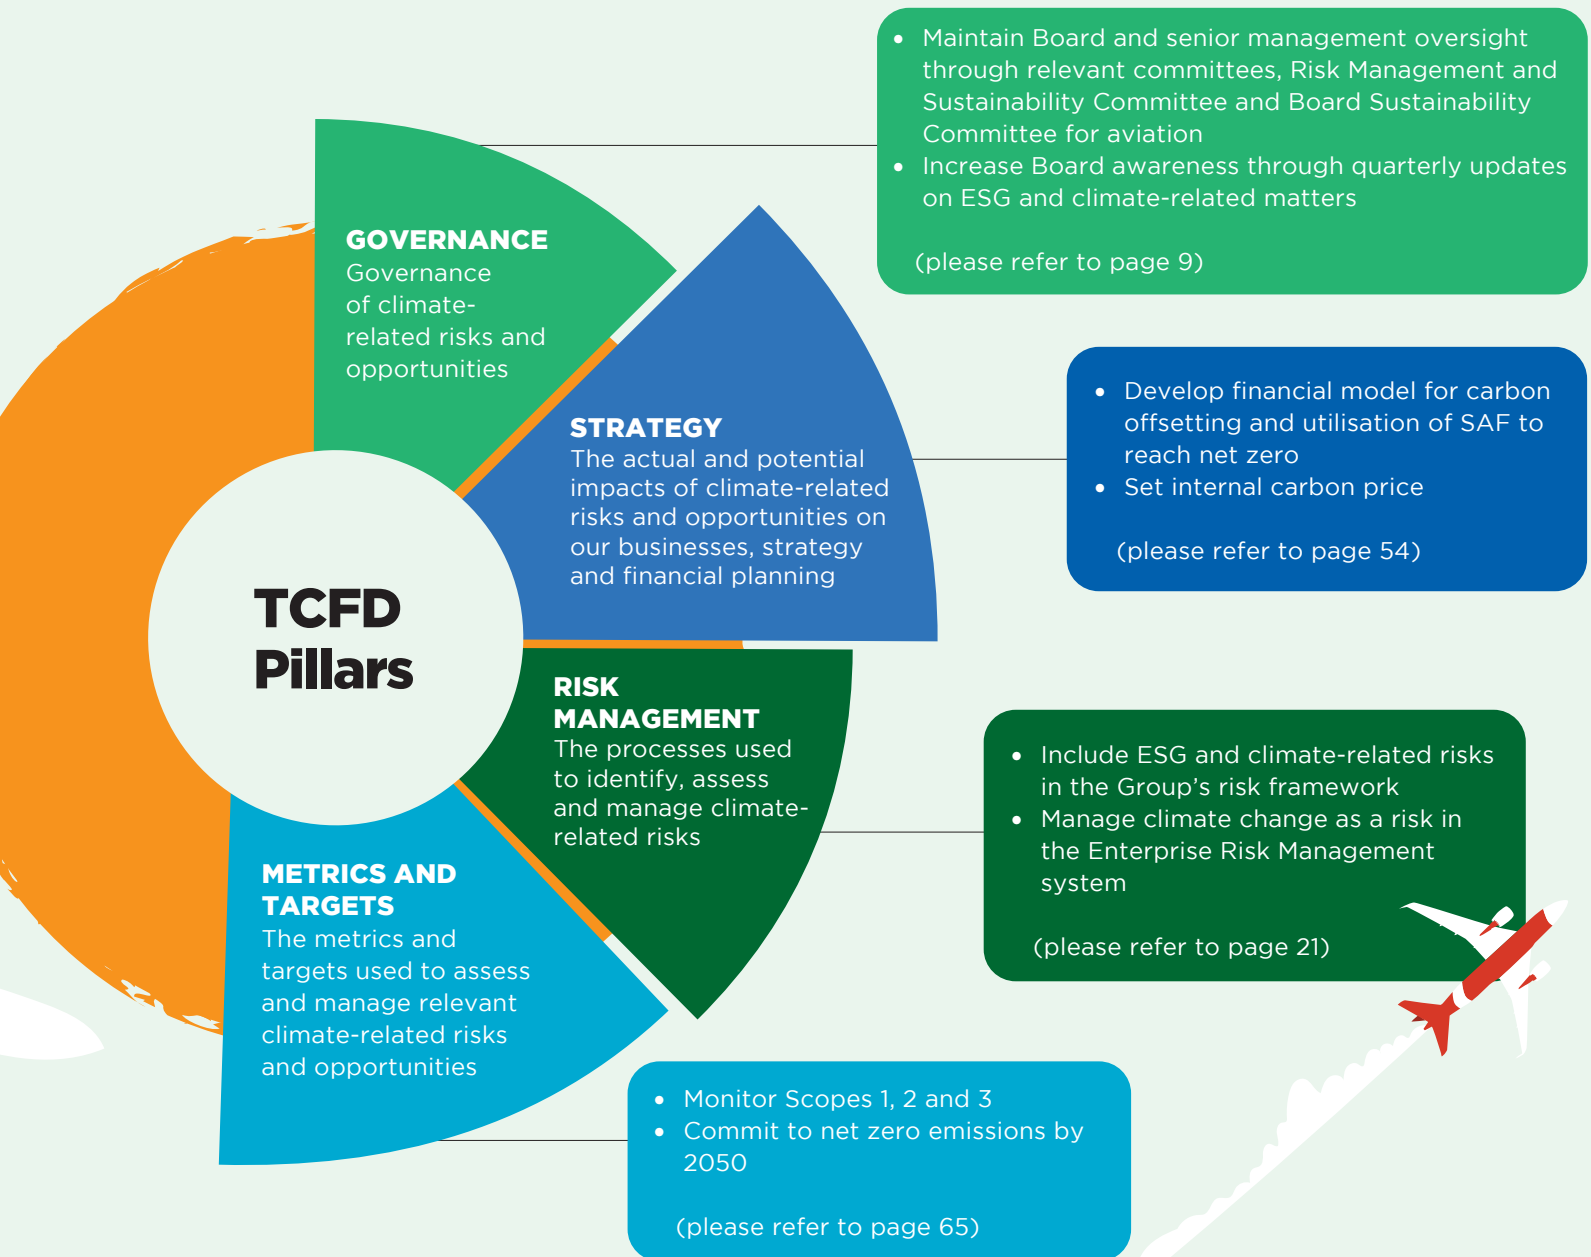 TCFD
Pillars
GOVERNANCE
Governance
of climate-
related risks and
opportunities
• Maintain Board and senior management oversight
through relevant committees, Risk Management and
Sustainability Committee and Board Sustainability
Committee for aviation
• Increase Board awareness through quarterly updates
on ESG and climate-related matters
(please refer to page 9)
STRATEGY
The actual and potential
impacts of climate-related
risks and opportunities on
our businesses, strategy
and financial planning
• Develop financial model for carbon
offsetting and utilisation of SAF to
reach net zero
• Set internal carbon price
(please refer to page 54)
RISK
MANAGEMENT
The processes used
to identify, assess
and manage climate-
related risks
• Include ESG and climate-related risks
in the Group's risk framework
• Manage climate change as a risk in
the Enterprise Risk Management
system
(please refer to page 21)
METRICS AND
TARGETS
The metrics and
targets used to assess
and manage relevant
climate-related risks
and opportunities
• Monitor Scopes 1, 2 and 3
• Commit to net zero emissions by
2050
(please refer to page 65)